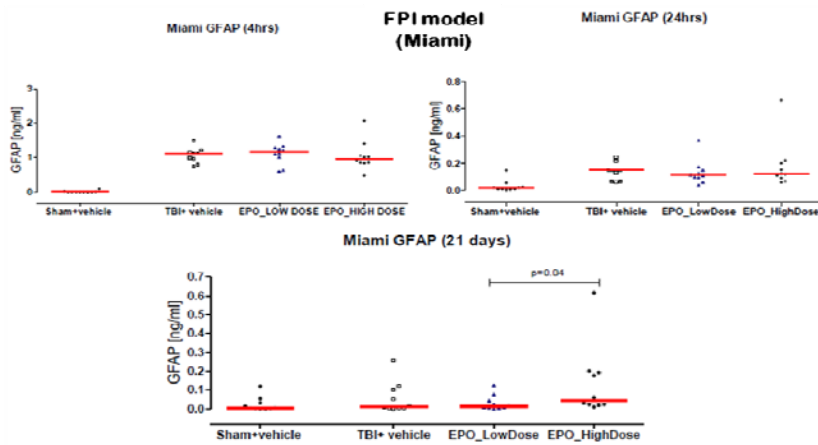 FPI model
(Miami)
Miami GFAP (4hrs)
GFAP [ng/ml]
3
2
1
0
Sham+vehicle TBI+ vehicle EPO_LOW DOSE EPO_HIGH DOSE
Miami GFAP (24hrs)
GFAP [ng/ml]
0.8
0.6
0.4
0.2
0.0
Sham+vehicle TBI+ vehicle EPO_LowDose EPO_HighDose
Miami GFAP (21 days)
p=0.04
GFAP [ng/ml]
0.7
0.6
0.5
0.4
0.3
0.2
0.1
0.0
Sham+vehicle TBI+ vehicle EPO_LowDose EPO_HighDose